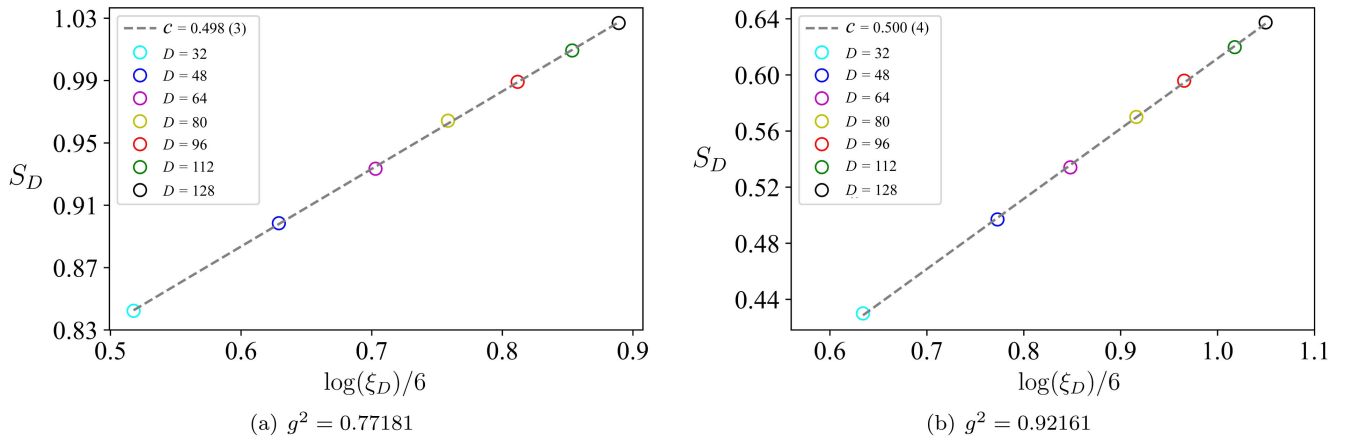 1.03
0.99
0.95
0.91
0.87
0.83
S_D
C = 0.498 (3)
D = 32
D = 48
D = 64
D = 80
D = 96
D = 112
D = 128
0.5 0.6 0.7 0.8 0.9
log(ξ_D)/6
(a) g² = 0.77181
0.64
0.60
0.56
0.52
0.48
0.44
S_D
C = 0.500 (4)
D = 32
D = 48
D = 64
D = 80
D = 96
D = 112
D = 128
0.6 0.7 0.8 0.9 1.0 1.1
log(ξ_D)/6
(b) g² = 0.92161